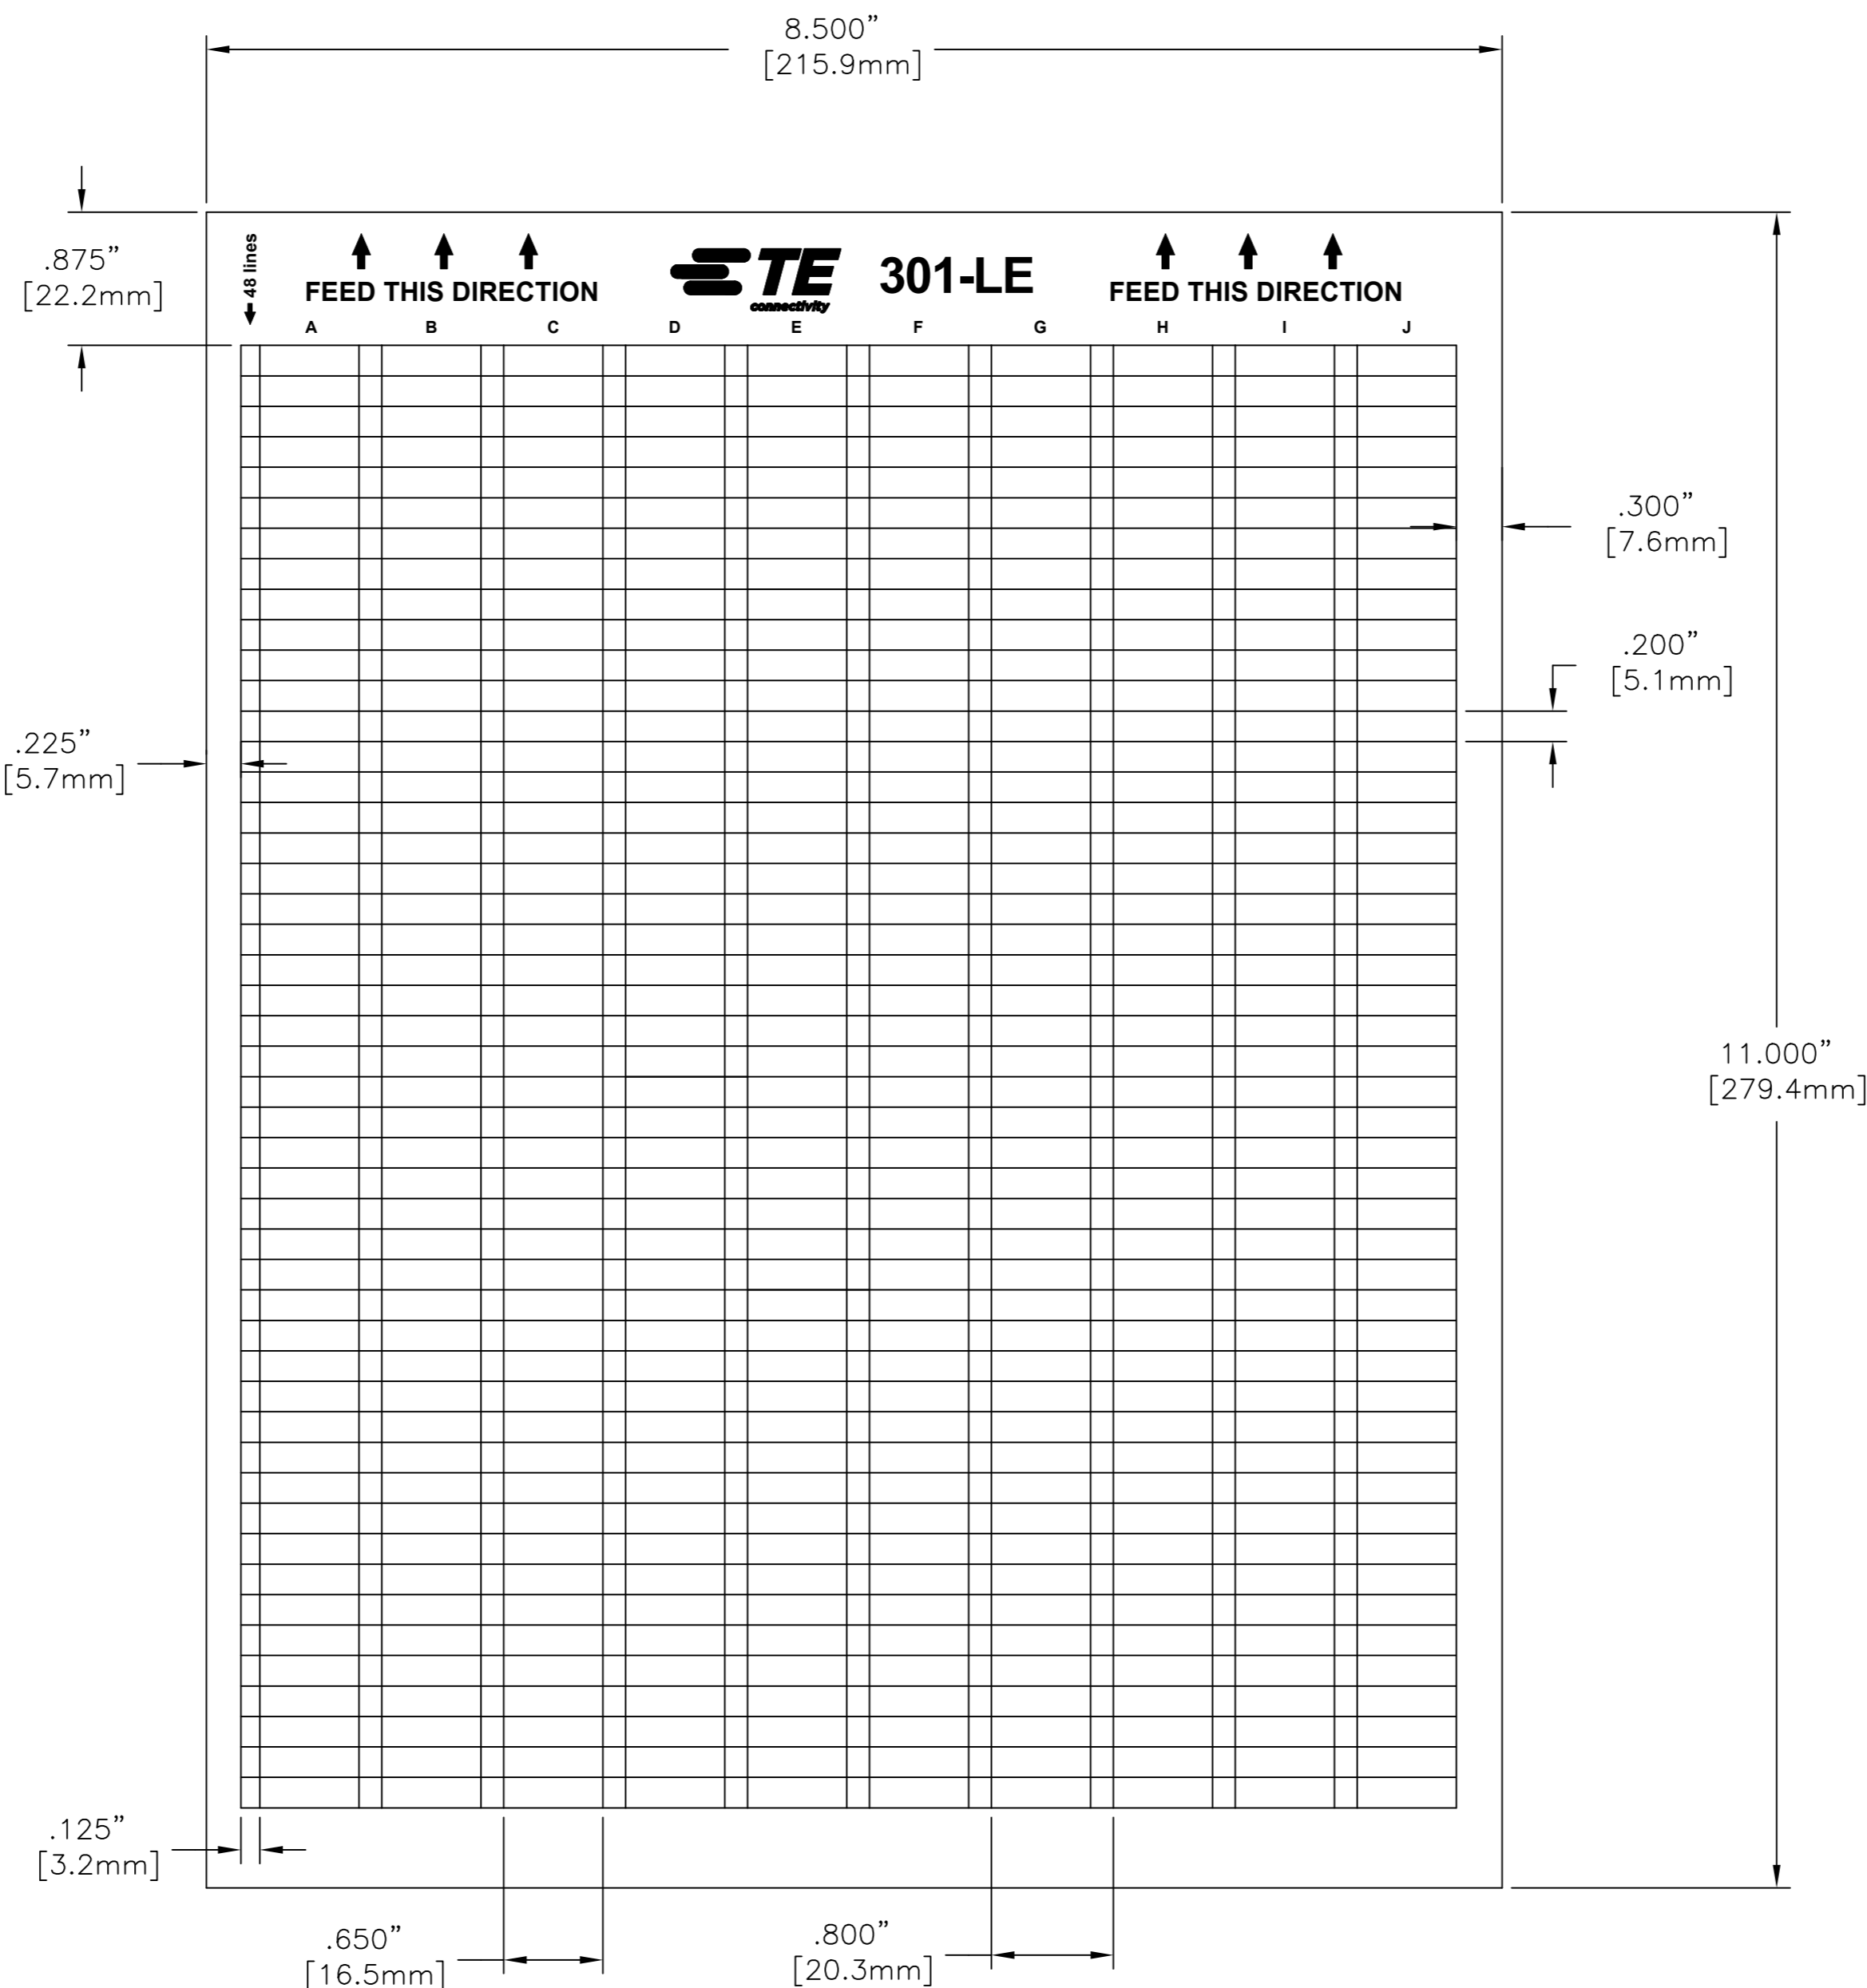 8.500”
[215.9mm]
.875”
[22.2mm]
48 lines
FEED THIS DIRECTION
TE
connectivity
301-LE
FEED THIS DIRECTION
A B C D E F G H I J
.300”
[7.6mm]
.200”
[5.1mm]
.225”
[5.7mm]
11.000”
[279.4mm]
.125”
[3.2mm]
.650”
[16.5mm]
.800”
[20.3mm]